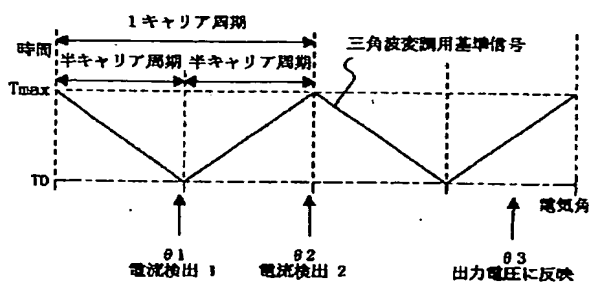 1キャリア周期
時間
半キャリア周期 半キャリア周期
三角波変調用基準信号
Tmax
TD
電気角
θ1
電流検出 1
θ2
電流検出 2
θ3
出力電圧に反映